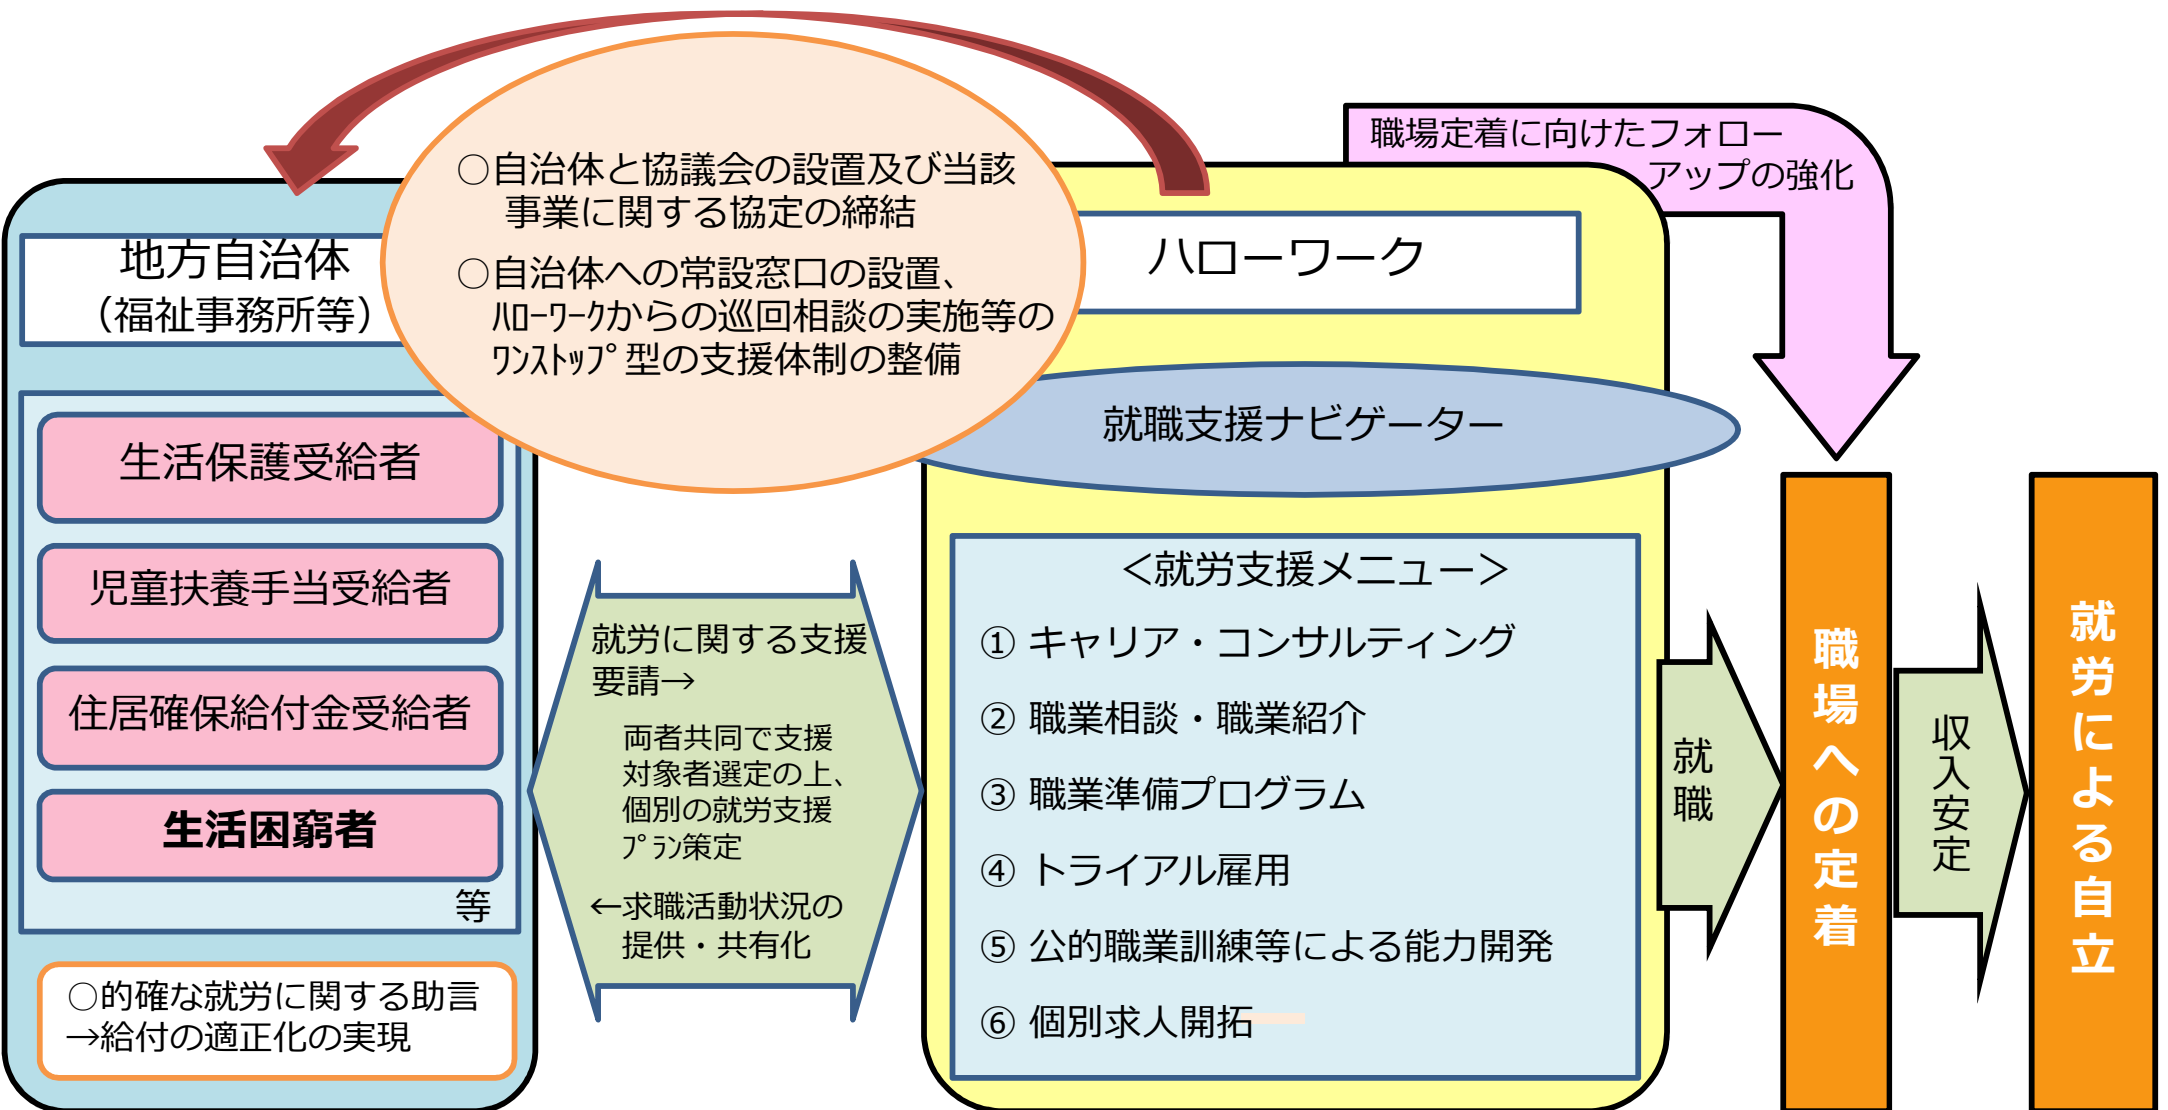 ○自治体と協議会の設置及び当該
事業に関する協定の締結
○自治体への常設窓口の設置、
ﾊﾛｰﾜｰｸからの巡回相談の実施等の
ﾜﾝｽﾄｯﾌﾟ型の支援体制の整備
職場定着に向けたフォロー
アップの強化
地方自治体
（福祉事務所等）
生活保護受給者
児童扶養手当受給者
住居確保給付金受給者
生活困窮者
等
○的確な就労に関する助言
→給付の適正化の実現
就労に関する支援
要請→
両者共同で支援
対象者選定の上、
個別の就労支援
ﾌﾟﾗﾝ策定
←求職活動状況の
提供・共有化
ハローワーク
就職支援ナビゲーター
＜就労支援メニュー＞
① キャリア・コンサルティング
② 職業相談・職業紹介
③ 職業準備プログラム
④ トライアル雇用
⑤ 公的職業訓練等による能力開発
⑥ 個別求人開拓
就職
職場への定着
収入安定
就労による自立